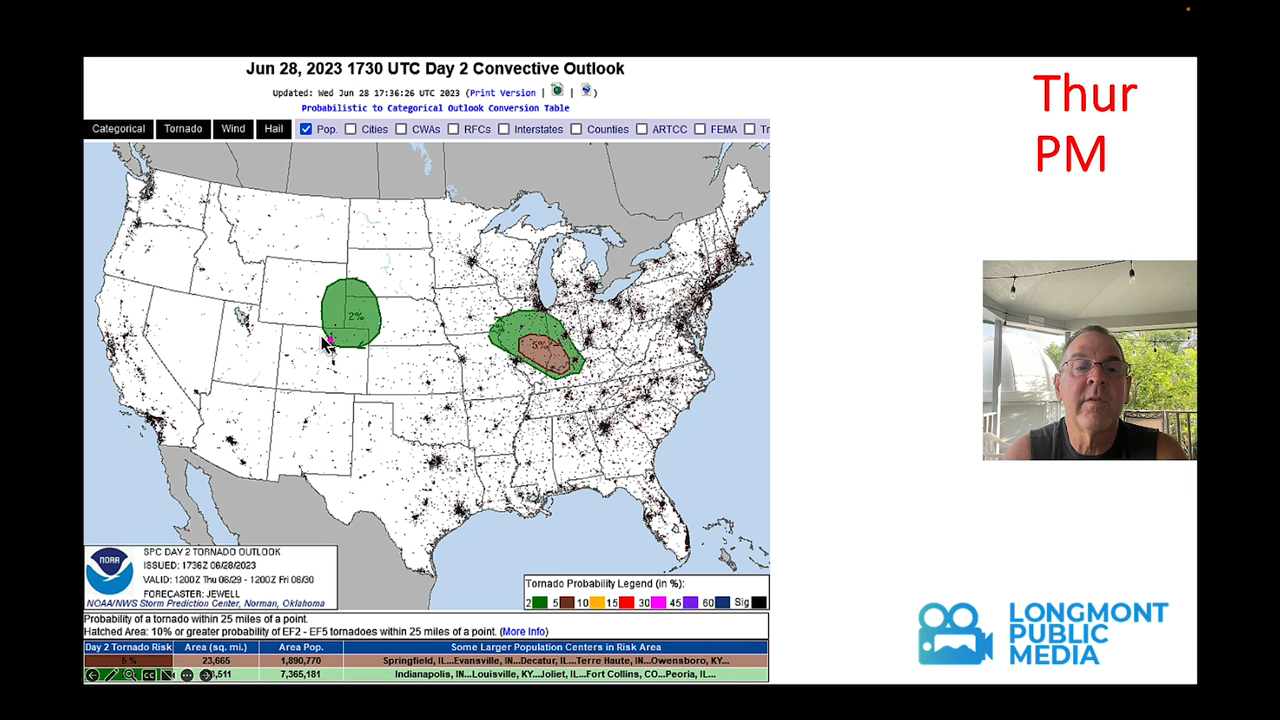 Jun 28, 2023 1730 UTC Day 2 Convective Outlook
Updated: Wed Jun 28 17:36:26 UTC 2023 (Print Version | | )
Probabilistic to Categorical Outlook Conversion Table
Categorical Tornado Wind Hail Pop. Cities CWAs RFCs Interstates Counties ARTCC FEMA Tr
Thur
PM
2%
5%
SPC DAY 2 TORNADO OUTLOOK
ISSUED: 1736Z 06/28/2023
VALID: 1200Z Thu 06/29 - 1200Z Fri 06/30
FORECASTER: JEWELL
NOAA/NWS Storm Prediction Center, Norman, Oklahoma
NOAA
Tornado Probability Legend (in %):
2 5 10 15 30 45 60 Sig
Probability of a tornado within 25 miles of a point.
Hatched Area: 10% or greater probability of EF2 - EF5 tornadoes within 25 miles of a point. (More Info)
Day 2 Tornado Risk Area (sq. mi.) Area Pop. Some Larger Population Centers in Risk Area
5 % 23,665 1,890,770 Springfield, IL...Evansville, IN...Decatur, IL...Terre Haute, IN...Owensboro, KY...
,511 7,365,181 Indianapolis, IN...Louisville, KY...Joliet, IL...Fort Collins, CO...Peoria, IL...
LONGMONT
PUBLIC
MEDIA